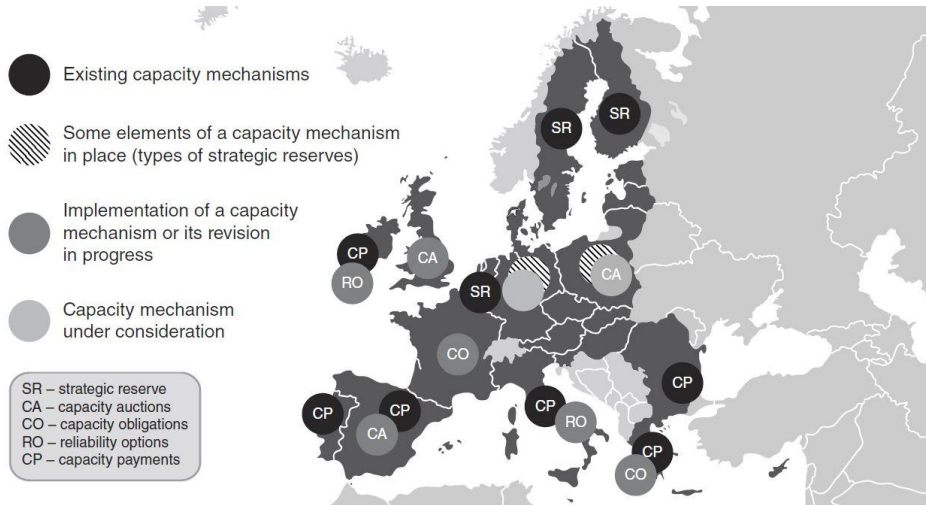 Existing capacity mechanisms
Some elements of a capacity mechanism
in place (types of strategic reserves)
Implementation of a capacity
mechanism or its revision
in progress
Capacity mechanism
under consideration
SR – strategic reserve
CA – capacity auctions
CO – capacity obligations
RO – reliability options
CP – capacity payments
SR
SR
CP
CA
RO
SR
CA
CO
CP
CP
CP
CA
CP
RO
CP
CO